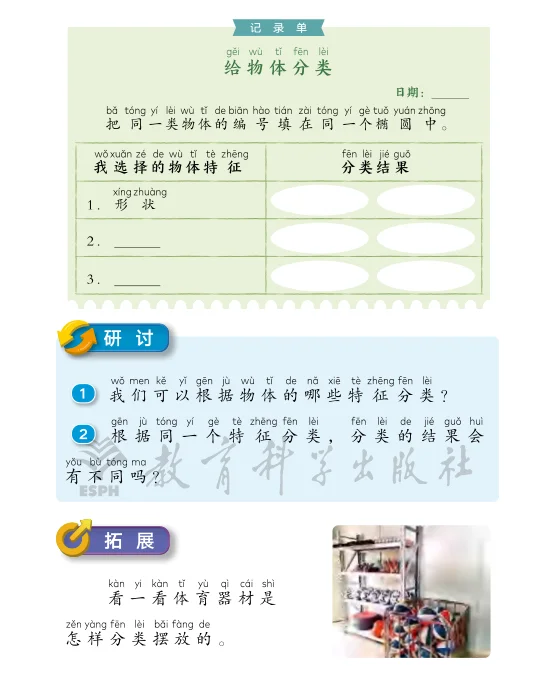 记录单
gěi wù tǐ fēn lèi
给物体分类
日期：______
bǎ tóng yí lèi wù tǐ de biān hào tián zài tóng yí gè tuǒ yuán zhōng
把同一类物体的编号填在同一个椭圆中。
wǒ xuǎn zé de wù tǐ tè zhēng fēn lèi jié guǒ
我选择的物体特征 分类结果
xíng zhuàng
1. 形状
2. ______
3. ______
研讨
wǒ men kě yǐ gēn jù wù tǐ de nǎ xiē tè zhēng fēn lèi
1 我们可以根据物体的哪些特征分类？
gēn jù tóng yí gè tè zhēng fēn lèi fēn lèi de jié guǒ huì
2 根据同一个特征分类，分类的结果会
yǒu bù tóng ma
有不同吗？
ESPH 教育科学出版社
拓展
kàn yi kàn tǐ yù qì cái shì
看一看体育器材是
zěn yàng fēn lèi bǎi fàng de
怎样分类摆放的。